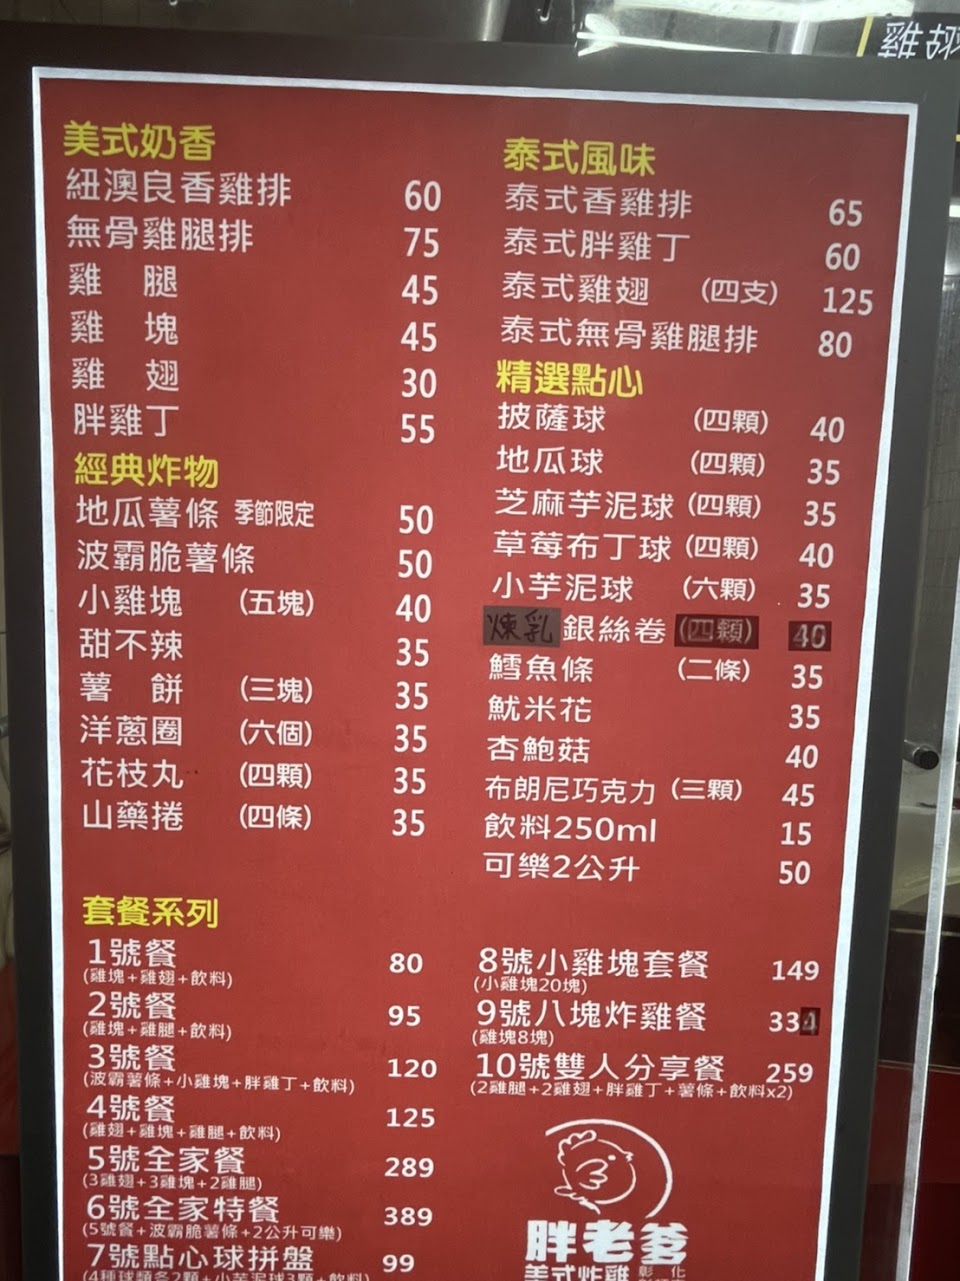 雞翅
美式奶香
紐澳良香雞排 60
無骨雞腿排 75
雞 腿 45
雞 塊 45
雞 翅 30
胖雞丁 55
經典炸物
地瓜薯條 季節限定 50
波霸脆薯條 50
小雞塊 (五塊) 40
甜不辣 35
薯 餅 (三塊) 35
洋蔥圈 (六個) 35
花枝丸 (四顆) 35
山藥捲 (四條) 35
泰式風味
泰式香雞排 65
泰式胖雞丁 60
泰式雞翅 (四支) 125
泰式無骨雞腿排 80
精選點心
披薩球 (四顆) 40
地瓜球 (四顆) 35
芝麻芋泥球 (四顆) 35
草莓布丁球 (四顆) 40
小芋泥球 (六顆) 35
煉乳銀絲卷 (四顆) 40
鱈魚條 (二條) 35
魷米花 35
杏鮑菇 40
布朗尼巧克力 (三顆) 45
飲料250ml 15
可樂2公升 50
套餐系列
1號餐 80
(雞塊+雞翅+飲料)
2號餐 95
(雞塊+雞腿+飲料)
3號餐 120
(波霸薯條+小雞塊+胖雞丁+飲料)
4號餐 125
(雞翅+雞塊+雞腿+飲料)
5號全家餐 289
(3雞翅+3雞塊+2雞腿)
6號全家特餐 389
(5號餐+波霸脆薯條+2公升可樂)
7號點心球拼盤 99
(4種球類各2顆+小芋泥球3顆+飲料)
8號小雞塊套餐 149
(小雞塊20塊)
9號八塊炸雞餐 334
(雞塊8塊)
10號雙人分享餐 259
(2雞腿+2雞翅+胖雞丁+薯條+飲料x2)
胖老爹
美式炸雞 彰化